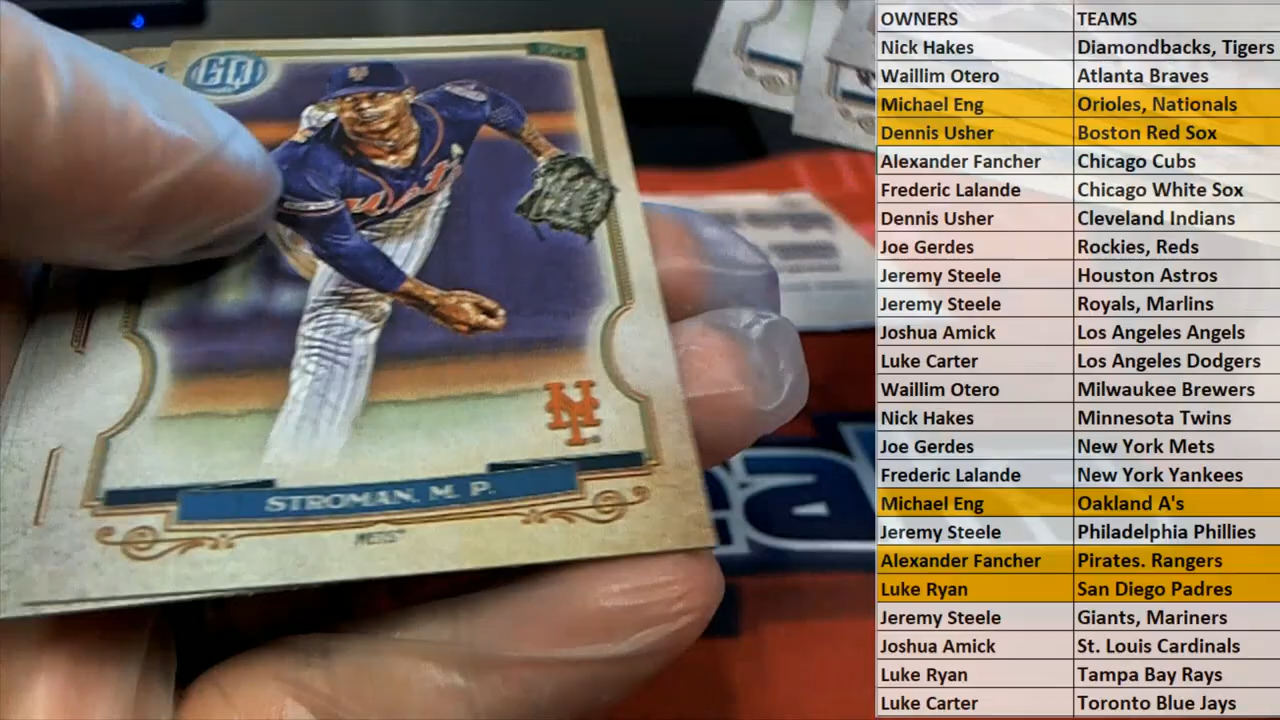 TOPPS
GQ
Mets
NY
STROMAN, M. P.
METS
OWNERS TEAMS
Nick Hakes Diamondbacks, Tigers
Waillim Otero Atlanta Braves
Michael Eng Orioles, Nationals
Dennis Usher Boston Red Sox
Alexander Fancher Chicago Cubs
Frederic Lalande Chicago White Sox
Dennis Usher Cleveland Indians
Joe Gerdes Rockies, Reds
Jeremy Steele Houston Astros
Jeremy Steele Royals, Marlins
Joshua Amick Los Angeles Angels
Luke Carter Los Angeles Dodgers
Waillim Otero Milwaukee Brewers
Nick Hakes Minnesota Twins
Joe Gerdes New York Mets
Frederic Lalande New York Yankees
Michael Eng Oakland A's
Jeremy Steele Philadelphia Phillies
Alexander Fancher Pirates. Rangers
Luke Ryan San Diego Padres
Jeremy Steele Giants, Mariners
Joshua Amick St. Louis Cardinals
Luke Ryan Tampa Bay Rays
Luke Carter Toronto Blue Jays